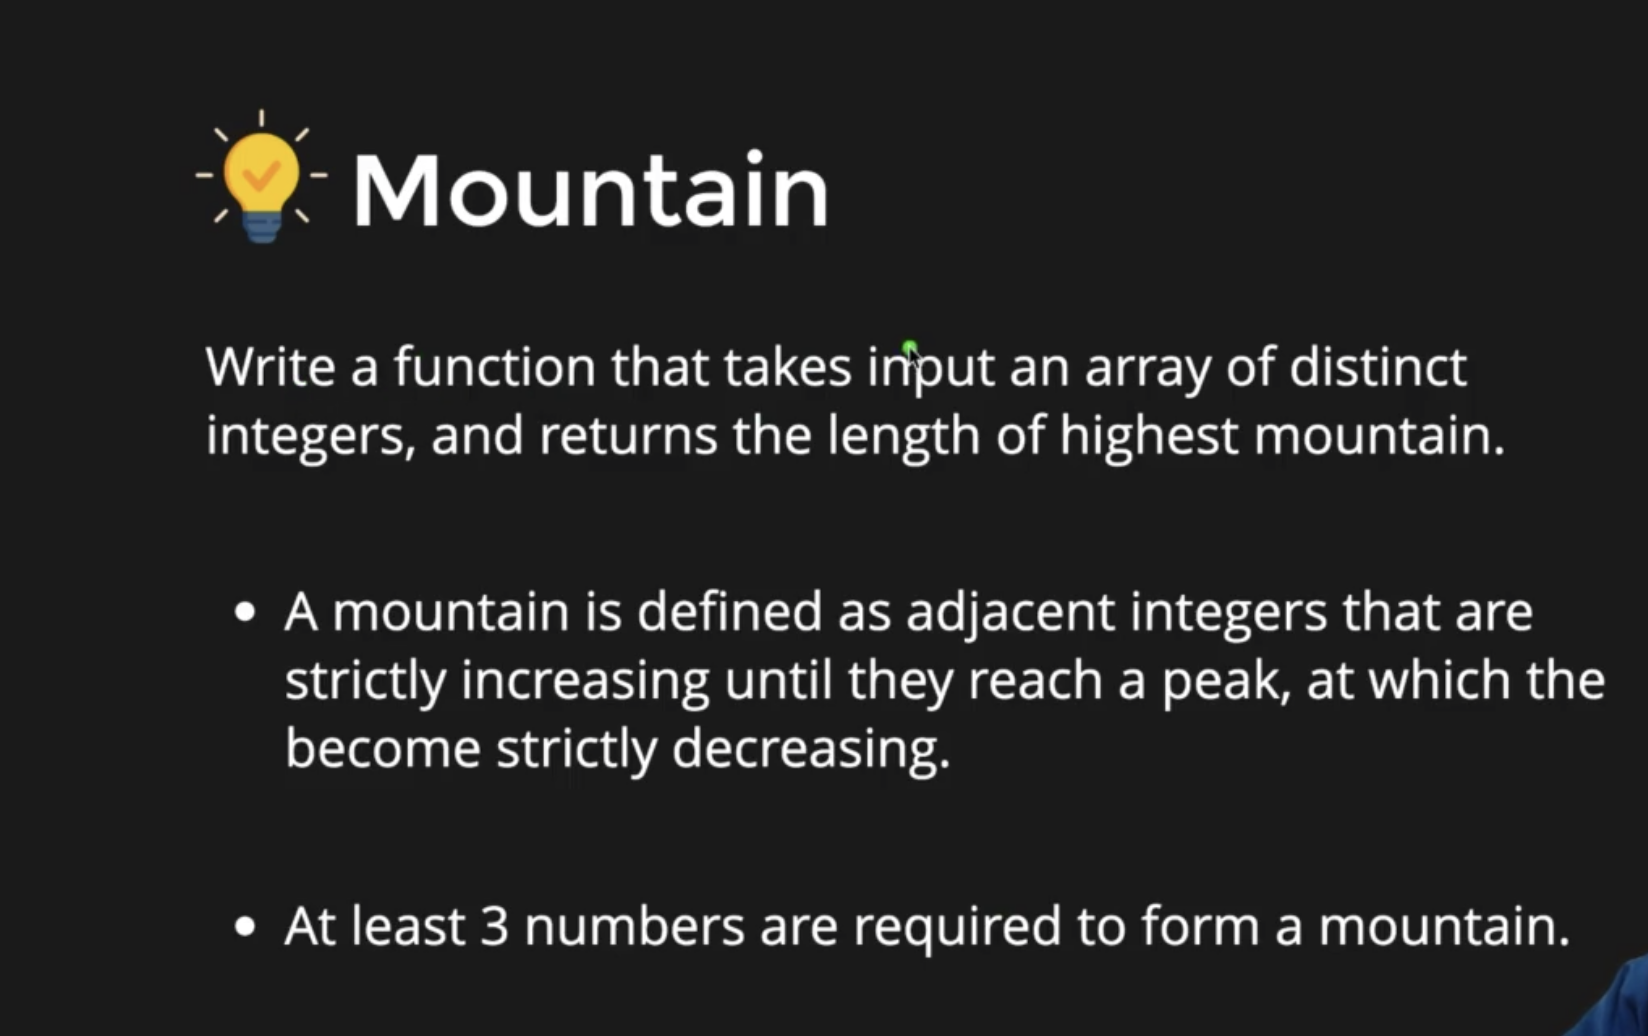 Mountain
Write a function that takes input an array of distinct
integers, and returns the length of highest mountain.
• A mountain is defined as adjacent integers that are
strictly increasing until they reach a peak, at which the
become strictly decreasing.
• At least 3 numbers are required to form a mountain.